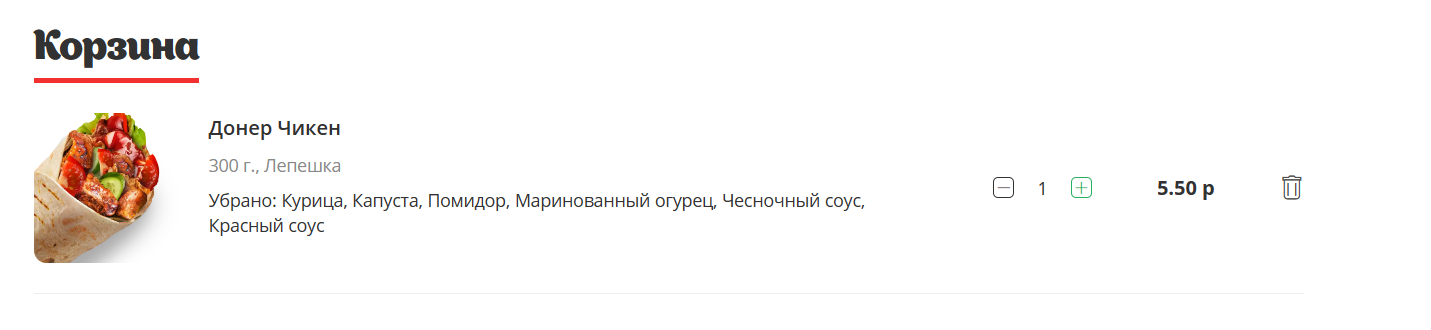 Корзина
Донер Чикен
300 г., Лепешка
Убрано: Курица, Капуста, Помидор, Маринованный огурец, Чесночный соус,
Красный соус
1
5.50 р